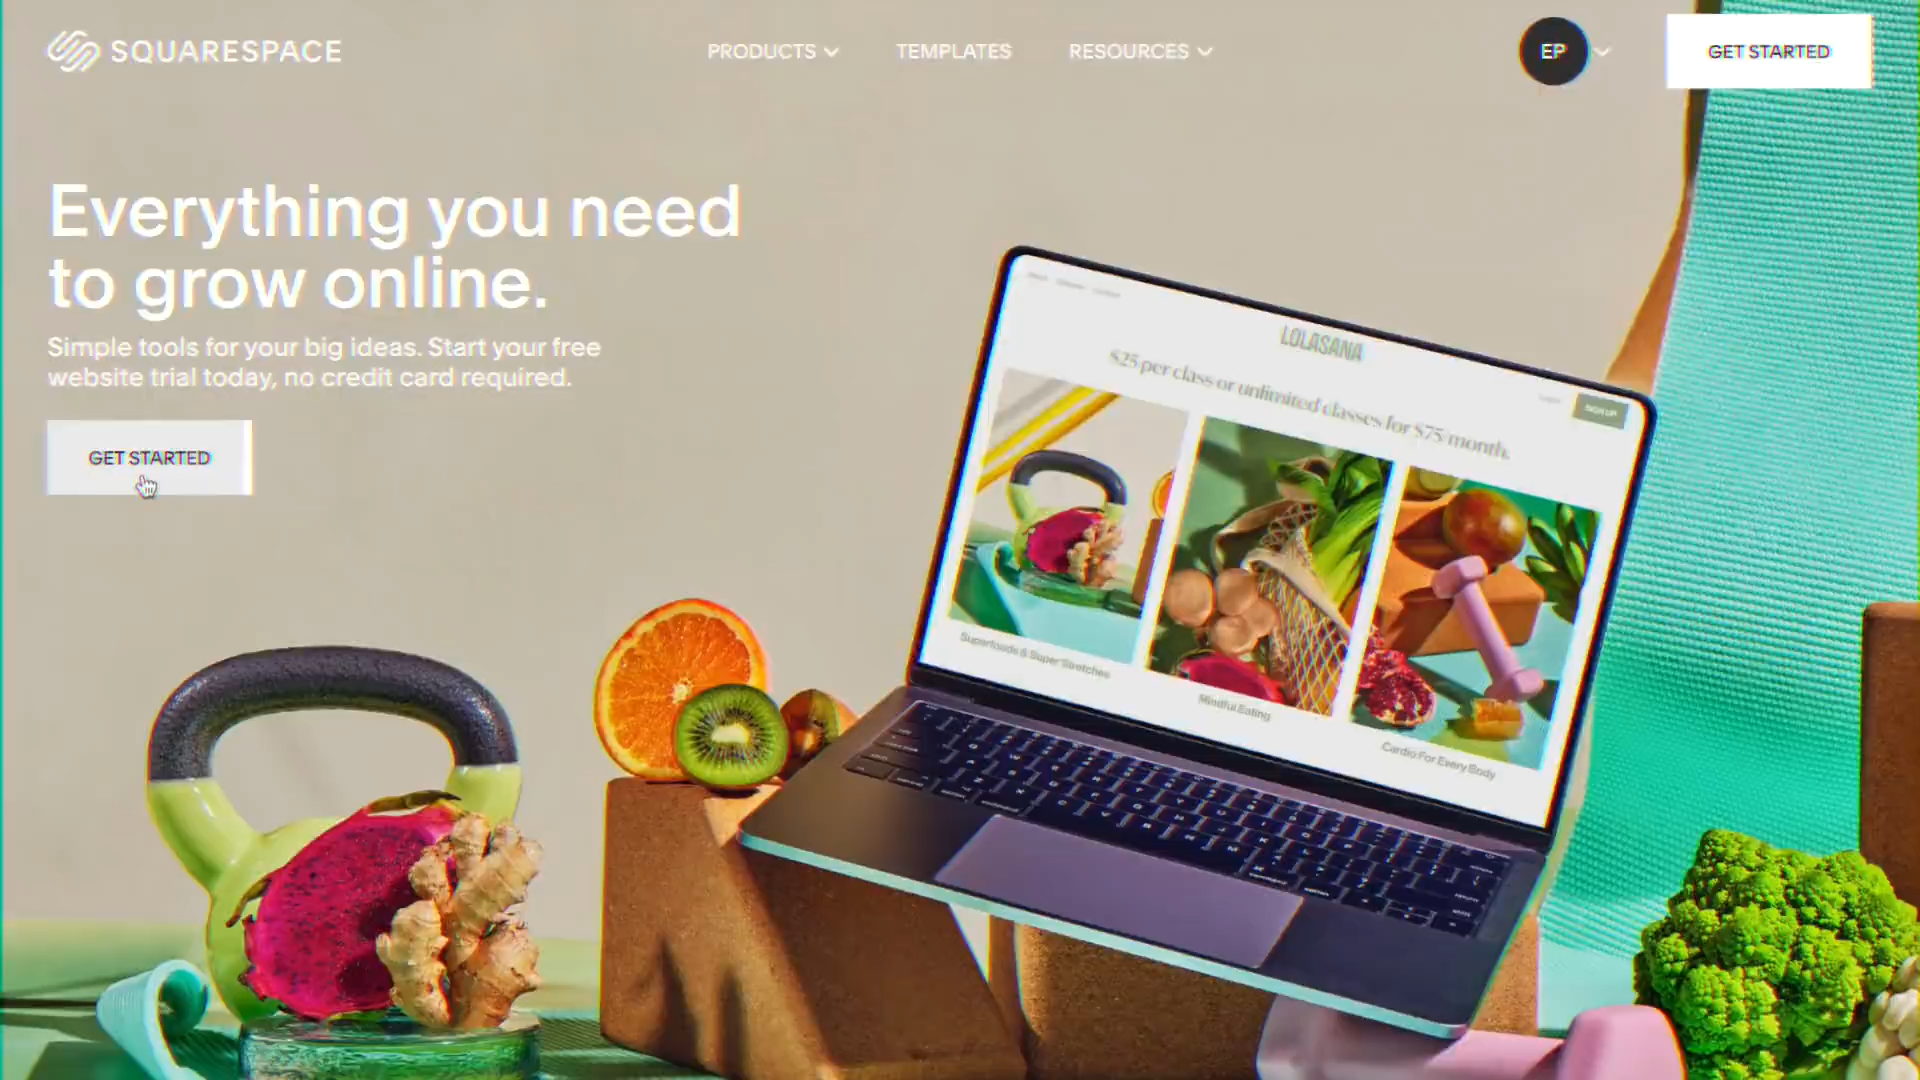 SQUARESPACE
PRODUCTS
TEMPLATES
RESOURCES
EP
GET STARTED
Everything you need
to grow online.
Simple tools for your big ideas. Start your free
website trial today, no credit card required.
GET STARTED
LOLASANA
$25 per class or unlimited classes for $75/month.
SIGN UP
Superfoods & Super Stretches
Mindful Eating
Cardio For Every Body